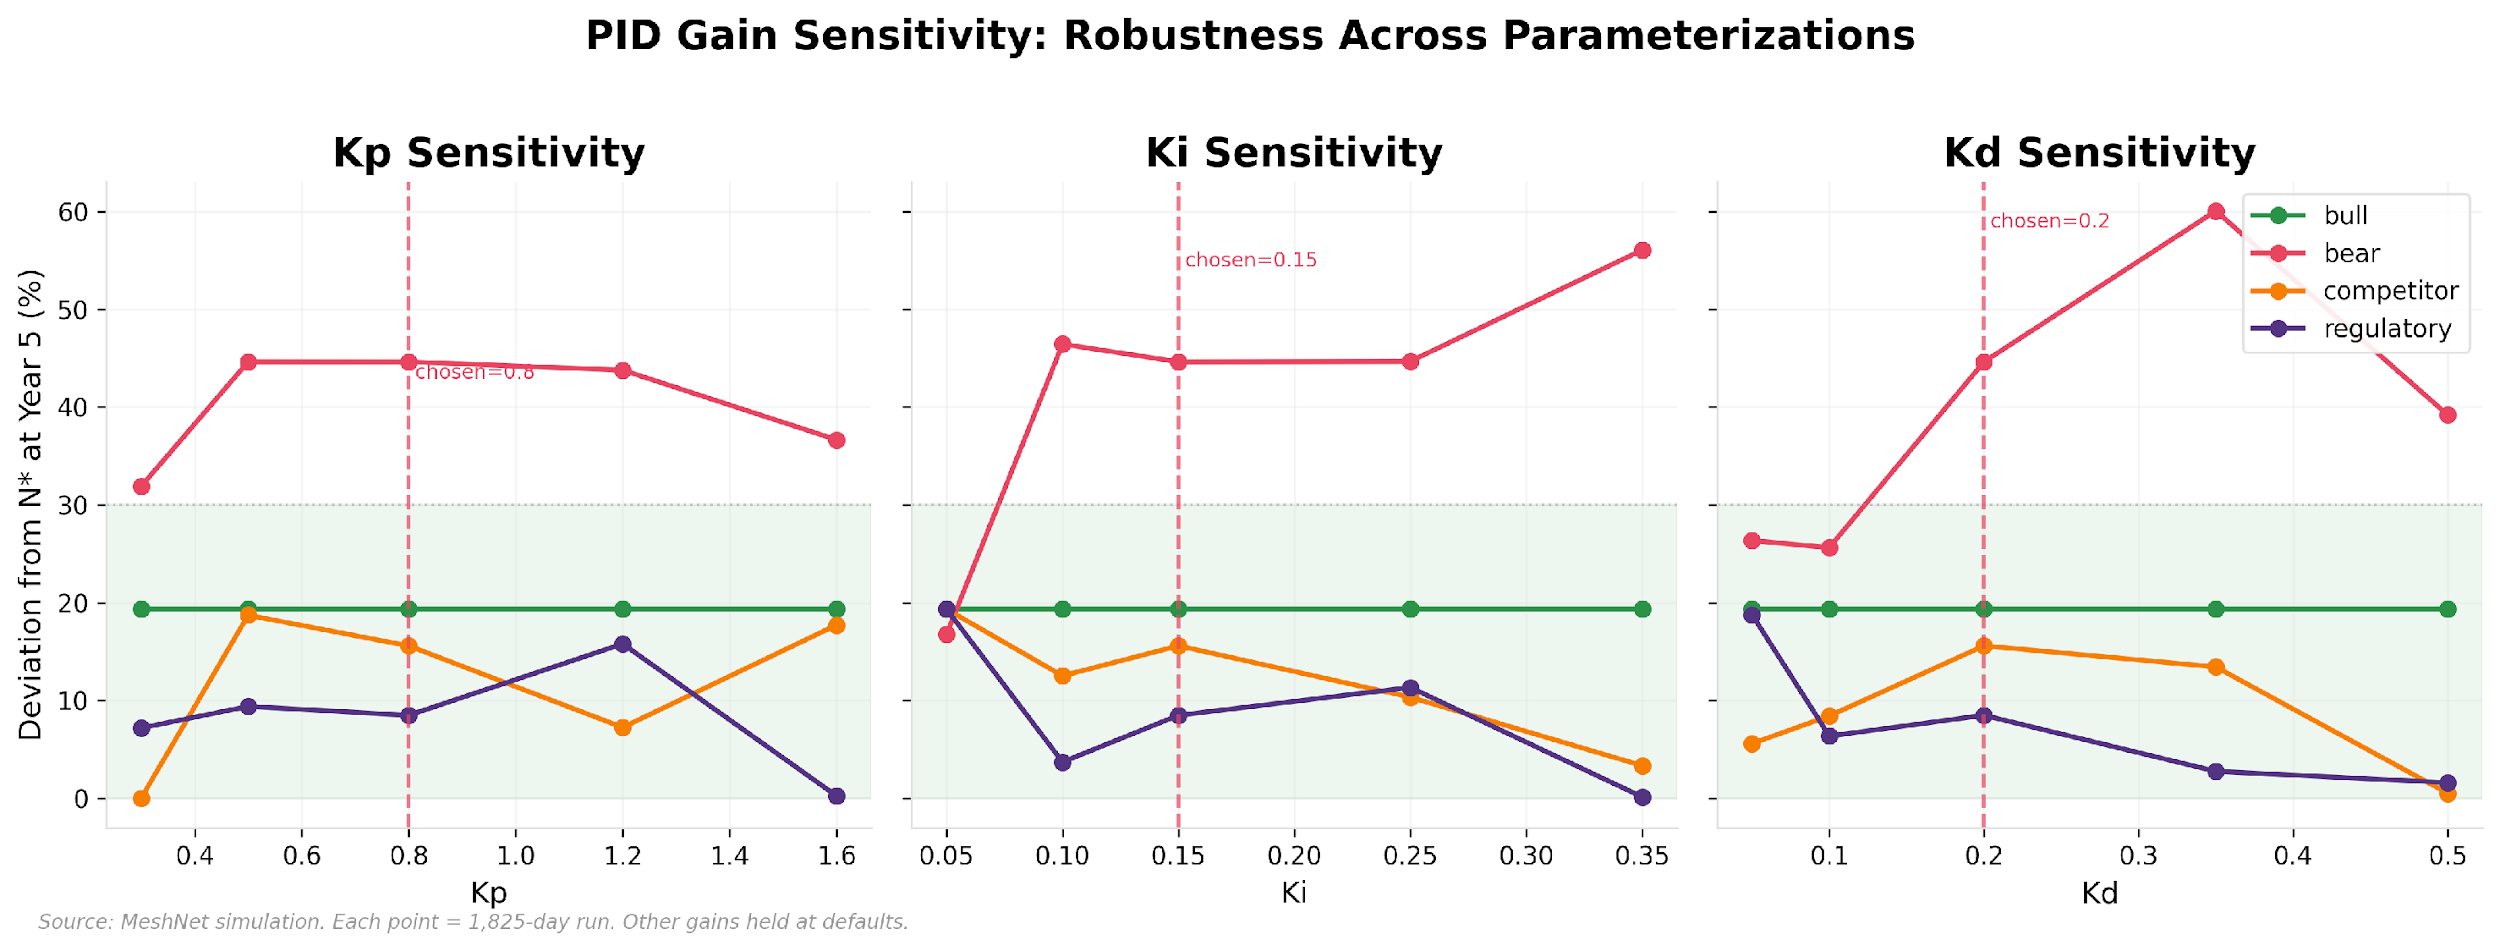 PID Gain Sensitivity: Robustness Across Parameterizations
Kp Sensitivity
Ki Sensitivity
Kd Sensitivity
Deviation from N* at Year 5 (%)
60
50
40
30
20
10
0
chosen=0.8
chosen=0.15
chosen=0.2
bull
bear
competitor
regulatory
0.4 0.6 0.8 1.0 1.2 1.4 1.6
Kp
0.05 0.10 0.15 0.20 0.25 0.30 0.35
Ki
0.1 0.2 0.3 0.4 0.5
Kd
Source: MeshNet simulation. Each point = 1,825-day run. Other gains held at defaults.